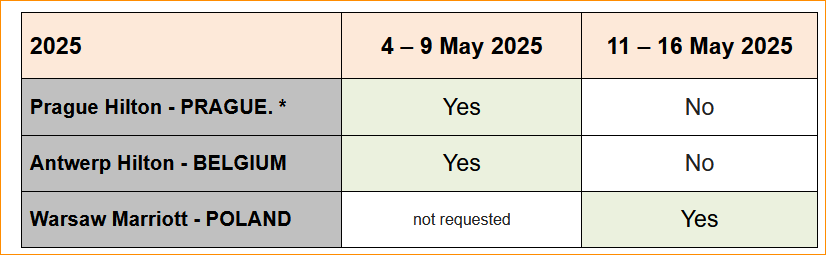 2025 4 – 9 May 2025 11 – 16 May 2025
Prague Hilton - PRAGUE. * Yes No
Antwerp Hilton - BELGIUM Yes No
Warsaw Marriott - POLAND not requested Yes